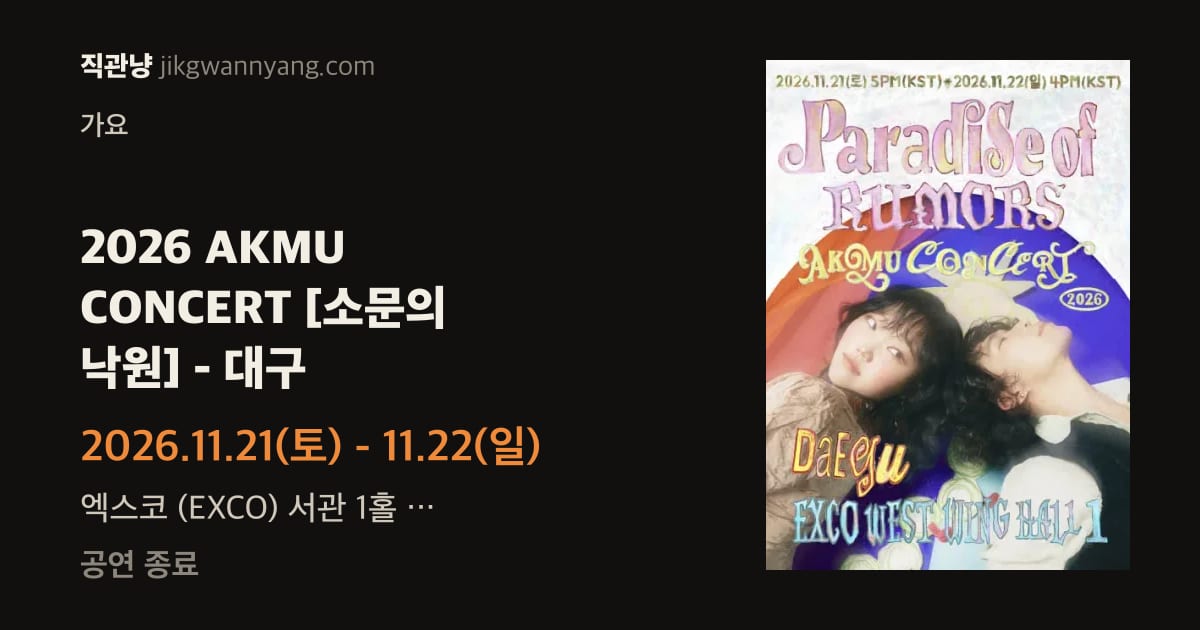 직관냥 jikgwannyang.com
가요
2026 AKMU
CONCERT [소문의
낙원] - 대구
2026.11.21(토) - 11.22(일)
엑스코 (EXCO) 서관 1홀 ···
공연 종료
2026.11.21(토) 5PM(KST)✦2026.11.22(일) 4PM(KST)
Paradise of
RUMORS
AKMU CONCERT
2026
DaEgu
EXCO WEST WING HALL 1